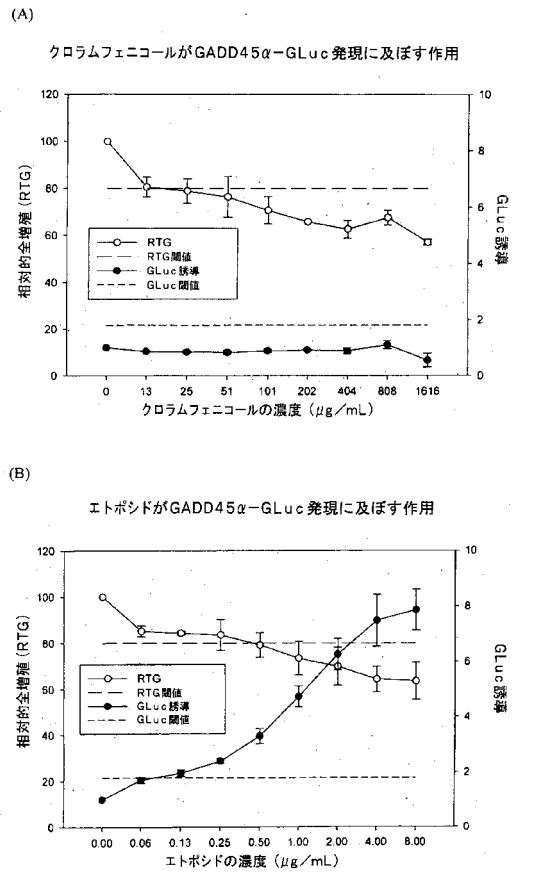 (A)
クロラムフェニコールがGADD45α-GLuc発現に及ぼす作用
120
100
80
60
40
20
0
相対的全増殖(RTG)
10
8
6
4
2
0
GLuc誘導
RTG
RTG閾値
GLuc誘導
GLuc閾値
0 13 25 51 101 202 404 808 1616
クロラムフェニコールの濃度(μg/mL)
(B)
エトポシドがGADD45α-GLuc発現に及ぼす作用
120
100
80
60
40
20
0
相対的全増殖(RTG)
10
8
6
4
2
0
GLuc誘導
RTG
RTG閾値
GLuc誘導
GLuc閾値
0.00 0.06 0.13 0.25 0.50 1.00 2.00 4.00 8.00
エトポシドの濃度(μg/mL)